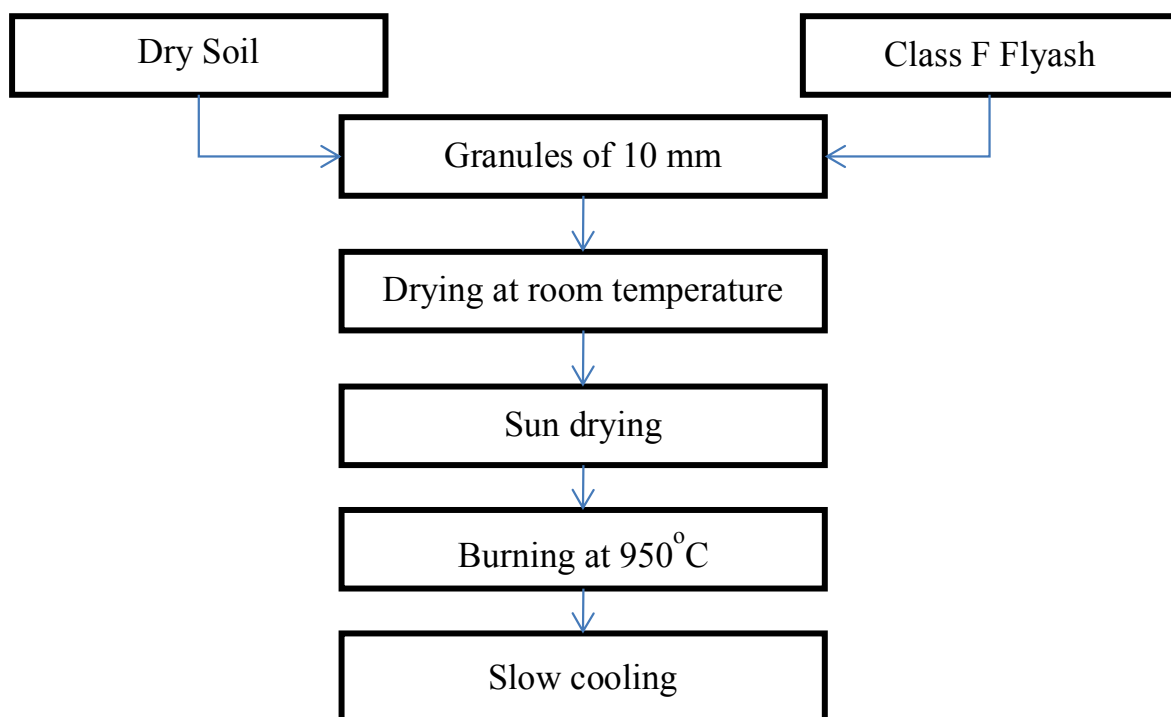 Dry Soil
Class F Flyash
Granules of 10 mm
Drying at room temperature
Sun drying
Burning at 950°C
Slow cooling